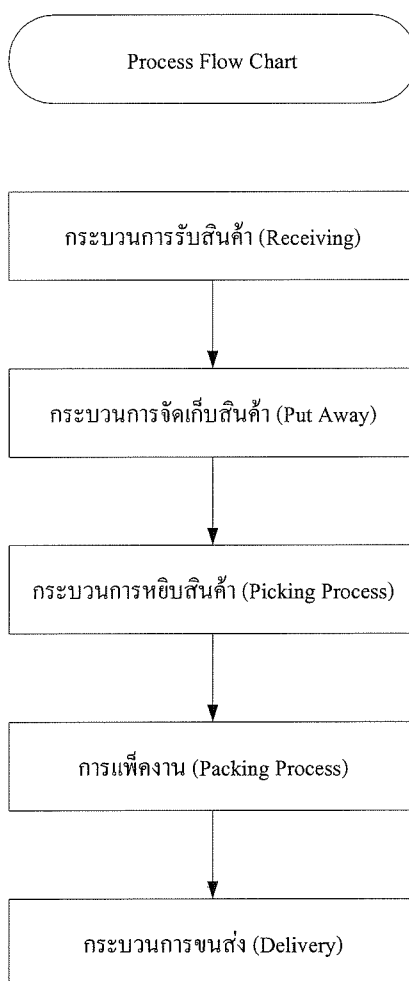 Process Flow Chart
กระบวนการรับสินค้า (Receiving)
กระบวนการจัดเก็บสินค้า (Put Away)
กระบวนการหยิบสินค้า (Picking Process)
การแพ็คงาน (Packing Process)
กระบวนการขนส่ง (Delivery)